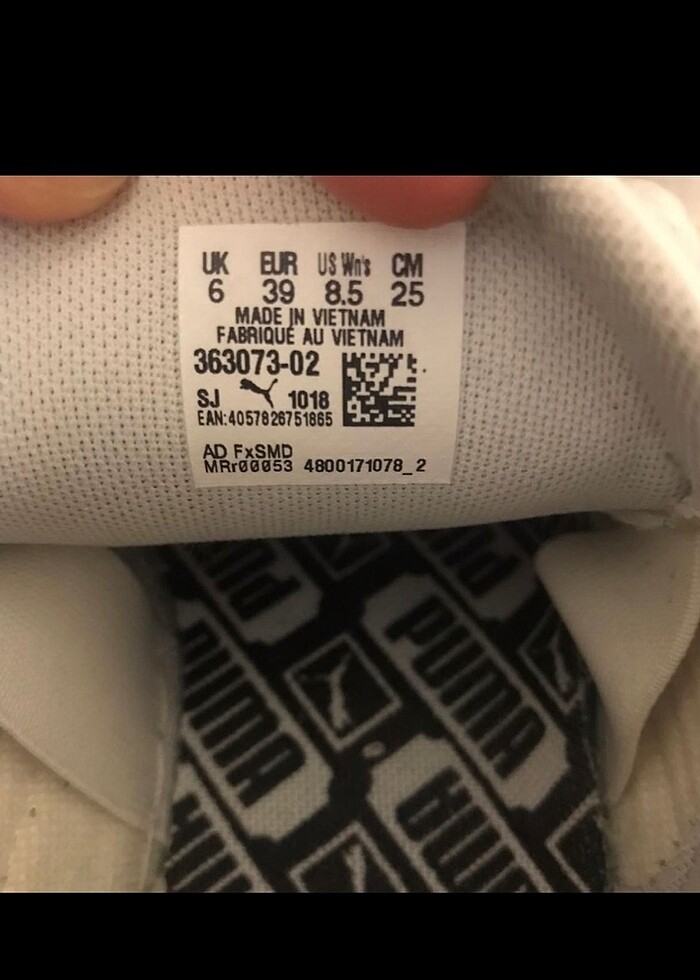 UK EUR US Wn's CM
6 39 8.5 25
MADE IN VIETNAM
FABRIQUÉ AU VIETNAM
363073-02
SJ 1018
EAN:4057826751865
AD FxSMD
MRr00053 4800171078_2
PUMA
PUMA
PUMA